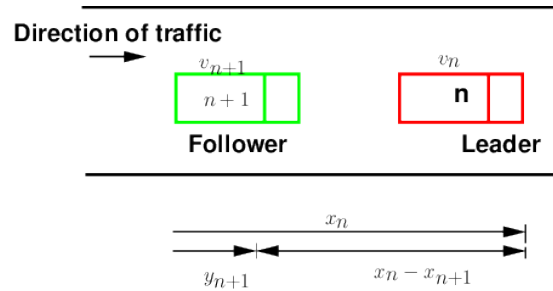 Direction of traffic
v_{n+1} v_n
n + 1 n
Follower Leader
x_n
y_{n+1} x_n − x_{n+1}